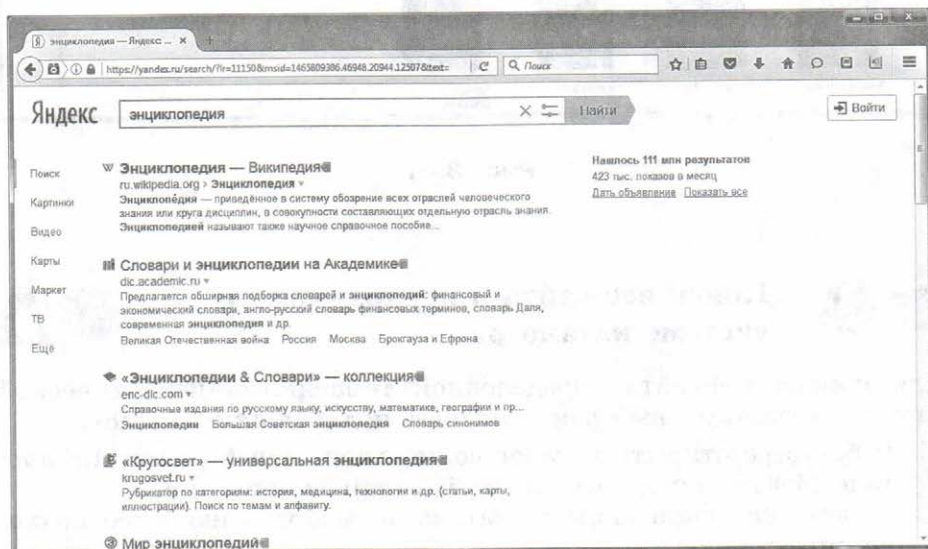 энциклопедия — Яндекс ...
https://yandex.ru/search/?lr=11150&msid=1465809386.46948.20944.12507&text=
Поиск
Яндекс
энциклопедия
Найти
Войти
Поиск
Картинки
Видео
Карты
Маркет
ТВ
Ещё
Энциклопедия — Википедия
ru.wikipedia.org › Энциклопедия
Энциклопе́дия — приведённое в систему обозрение всех отраслей человеческого
знания или круга дисциплин, в совокупности составляющих отдельную отрасль знания.
Энциклопедией называют также научное справочное пособие...
Словари и энциклопедии на Академике
dic.academic.ru
Предлагается обширная подборка словарей и энциклопедий: финансовый и
экономический словари, англо-русский словарь финансовых терминов, словарь Даля,
современная энциклопедия и др.
Великая Отечественная война Россия Москва Брокгауза и Ефрона
«Энциклопедии & Словари» — коллекция
enc-dic.com
Справочные издания по русскому языку, искусству, математике, географии и пр...
Энциклопедии Большая Советская энциклопедия Словарь синонимов
«Кругосвет» — универсальная энциклопедия
krugosvet.ru
Рубрикатор по категориям: история, медицина, технологии и др. (статьи, карты,
иллюстрации). Поиск по темам и алфавиту.
Мир энциклопедий
Нашлось 111 млн результатов
423 тыс. показов в месяц
Дать объявление Показать все